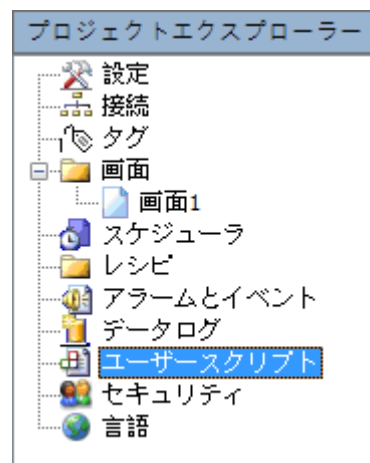 プロジェクトエクスプローラー
設定
接続
タグ
画面
画面1
スケジューラ
レシピ
アラームとイベント
データログ
ユーザースクリプト
セキュリティ
言語